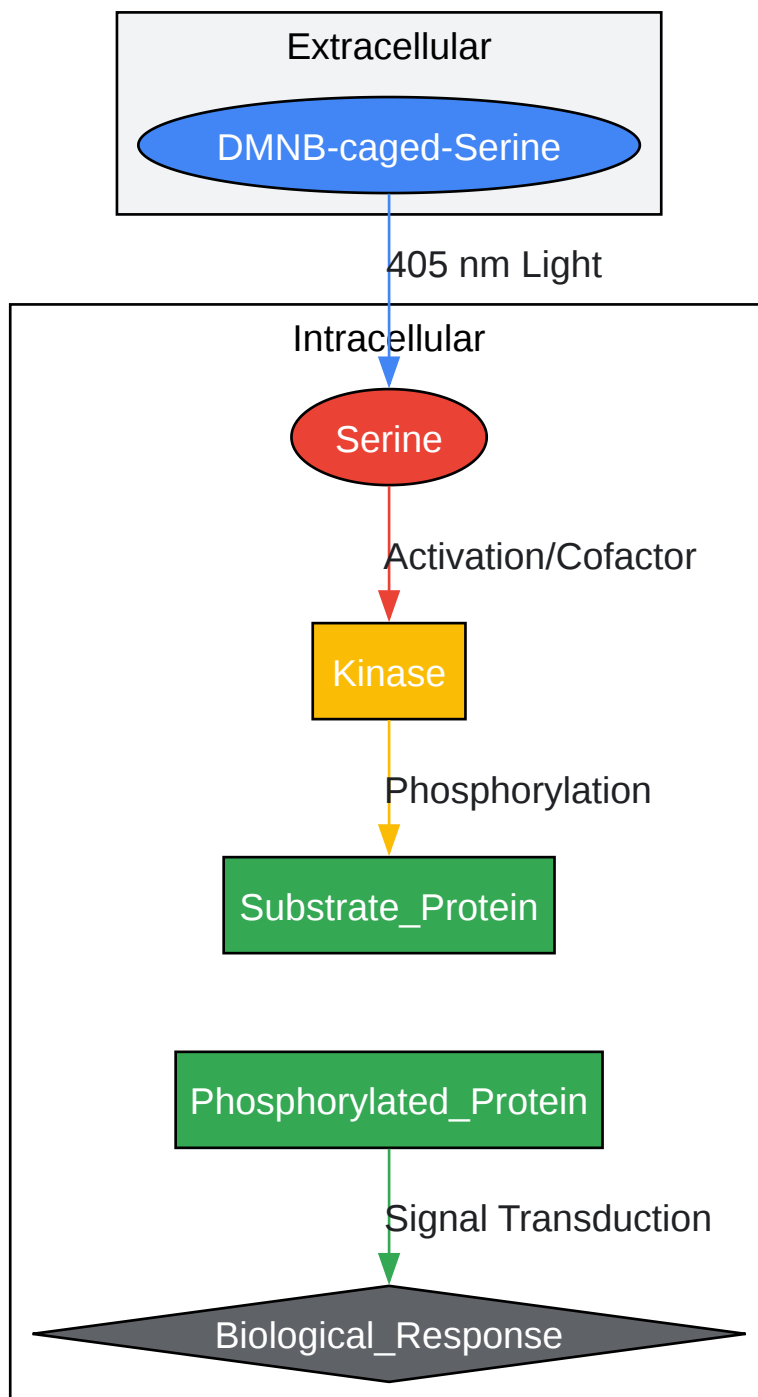 Extracellular
DMNB-caged-Serine
405 nm Light
Intracellular
Serine
Activation/Cofactor
Kinase
Phosphorylation
Substrate_Protein
Phosphorylated_Protein
Signal Transduction
Biological_Response